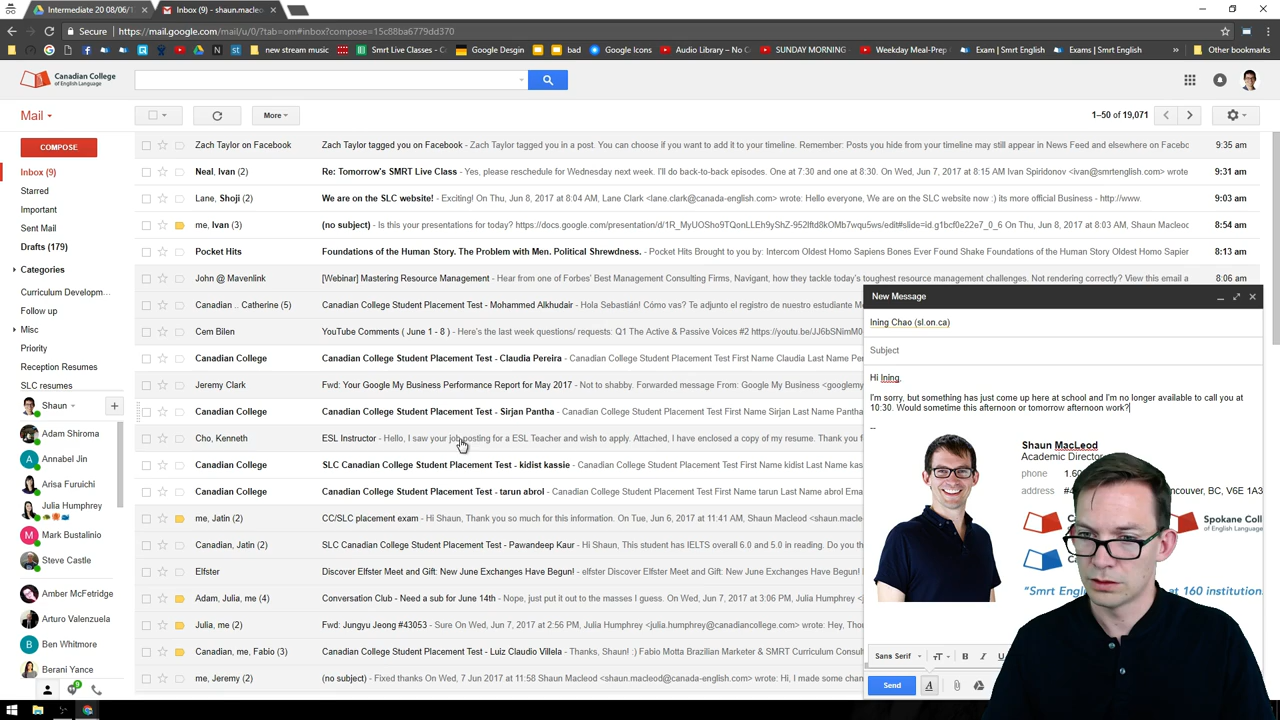 Intermediate 20 08/06/1
Inbox (9) - shaun.macleo
Secure
https://mail.google.com/mail/u/0/?tab=om#inbox?compose=15c88ba6779dd370
new stream music
Smrt Live Classes - C
Google Desgin
bad
Google Icons
Audio Library – No C
SUNDAY MORNING
Weekday Meal-Prep
Exam | Smrt English
Exams | Smrt English
Other bookmarks
Canadian College
of English Language
Mail
More
1–50 of 19,071
COMPOSE
Inbox (9)
Starred
Important
Sent Mail
Drafts (179)
Categories
Curriculum Developm...
Follow up
Misc
Priority
Reception Resumes
SLC resumes
Shaun
Adam Shiroma
Annabel Jin
Arisa Furuichi
Julia Humphrey
Mark Bustalinio
Steve Castle
Amber McFetridge
Arturo Valenzuela
Ben Whitmore
Berani Yance
Zach Taylor on Facebook Zach Taylor tagged you on Facebook - Zach Taylor tagged you in a post. You can choose if you want to add it to your timeline. Remember: Posts you hide from your timeline may still appear in News Feed and elsewhere on Facebo 9:35 am
Neal, Ivan (2) Re: Tomorrow's SMRT Live Class - Yes, please reschedule for Wednesday next week. I'll do back-to-back episodes. One at 7:30 and one at 8:30. On Wed, Jun 7, 2017 at 8:15 AM Ivan Spiridonov <ivan@smrtenglish.com> wrote 9:31 am
Lane, Shoji (2) We are on the SLC website! - Exciting! On Thu, Jun 8, 2017 at 8:04 AM, Lane Clark <lane.clark@canada-english.com> wrote: Hello everyone, We are on the SLC website now :) its more official Business - http://www. 9:03 am
me, Ivan (3) (no subject) - Is this your presentations for today? https://docs.google.com/presentation/d/1R_MyUOSho9TQonLEh9yShZ-952lftd8kOMb7wqu5ws/edit#slide=id.g1bcf0e22e7_0_6 On Thu, Jun 8, 2017 at 8:03 AM, Shaun Macleod 8:54 am
Pocket Hits Foundations of the Human Story. The Problem with Men. Political Shrewdness. - Pocket Hits Brought to you by: Intercom Oldest Homo Sapiens Bones Ever Found Shake Foundations of the Human Story Oldest Homo Sapiens 8:13 am
John @ Mavenlink [Webinar] Mastering Resource Management - Hear from one of Forbes' Best Management Consulting Firms, Navigant, how they tackle today's toughest resource management challenges. Not rendering correctly? View this email a 8:06 am
Canadian .. Catherine (5) Canadian College Student Placement Test - Mohammed Alkhudair - Hola Sebastián! Cómo vas? Te adjunto el registro de nuestro estudiante M
Cem Bilen YouTube Comments ( June 1 - 8 ) - Here's the last week questions/ requests: Q1 The Active & Passive Voices #2 https://youtu.be/JJ6bSNimM0
Canadian College Canadian College Student Placement Test - Claudia Pereira - Canadian College Student Placement Test First Name Claudia Last Name Per
Jeremy Clark Fwd: Your Google My Business Performance Report for May 2017 - Not to shabby. Forwarded message From: Google My Business <googlemy
Canadian College Canadian College Student Placement Test - Sirjan Pantha - Canadian College Student Placement Test First Name Sirjan Last Name Pant
Cho, Kenneth ESL Instructor - Hello, I saw your job posting for a ESL Teacher and wish to apply. Attached, I have enclosed a copy of my resume. Thank you fo
Canadian College SLC Canadian College Student Placement Test - kidist kassie - Canadian College Student Placement Test First Name kidist Last Name kas
Canadian College Canadian College Student Placement Test - tarun abrol - Canadian College Student Placement Test First Name tarun Last Name abrol Ema
me, Jatin (2) CC/SLC placement exam - Hi Shaun, Thank you so much for this information. On Tue, Jun 6, 2017 at 11:41 AM, Shaun Macleod <shaun.macle
Canadian, Jatin (2) SLC Canadian College Student Placement Test - Pawandeep Kaur - Hi Shaun, This student has IELTS overall 6.0 and 5.0 in reading. Do you th
Elfster Discover Elfster Meet and Gift: New June Exchanges Have Begun! - elfster Discover Elfster Meet and Gift: New June Exchanges Have Begun! A
Adam, Julia, me (4) Conversation Club - Need a sub for June 14th - Nope, just put it out to the masses I guess. On Wed, Jun 7, 2017 at 3:06 PM, Julia Humphrey
Julia, me (2) Fwd: Jungyu Jeong #43053 - Sure On Wed, Jun 7, 2017 at 2:56 PM, Julia Humphrey <julia.humphrey@canadiancollege.com> wrote: Hey, Thou
Canadian, me, Fabio (3) Canadian College Student Placement Test - Luiz Claudio Villela - Thanks, Shaun! :) Fabio Motta Brazilian Marketer & SMRT Curriculum Consu
me, Jeremy (2) (no subject) - Fixed thanks On Wed, 7 Jun 2017 at 11:58 Shaun Macleod <shaun.macleod@canada-english.com> wrote: Hi, I made some chan
New Message
Ining Chao (sl.on.ca)
Subject
Hi Ining,
I'm sorry, but something has just come up here at school and I'm no longer available to call you at
10:30. Would sometime this afternoon or tomorrow afternoon work?
--
Shaun MacLeod
Academic Director
phone 1.60
address #4 ncouver, BC, V6E 1A3
Spokane Coll
of English Language
"Smrt Eng at 160 institution
Sans Serif
Send